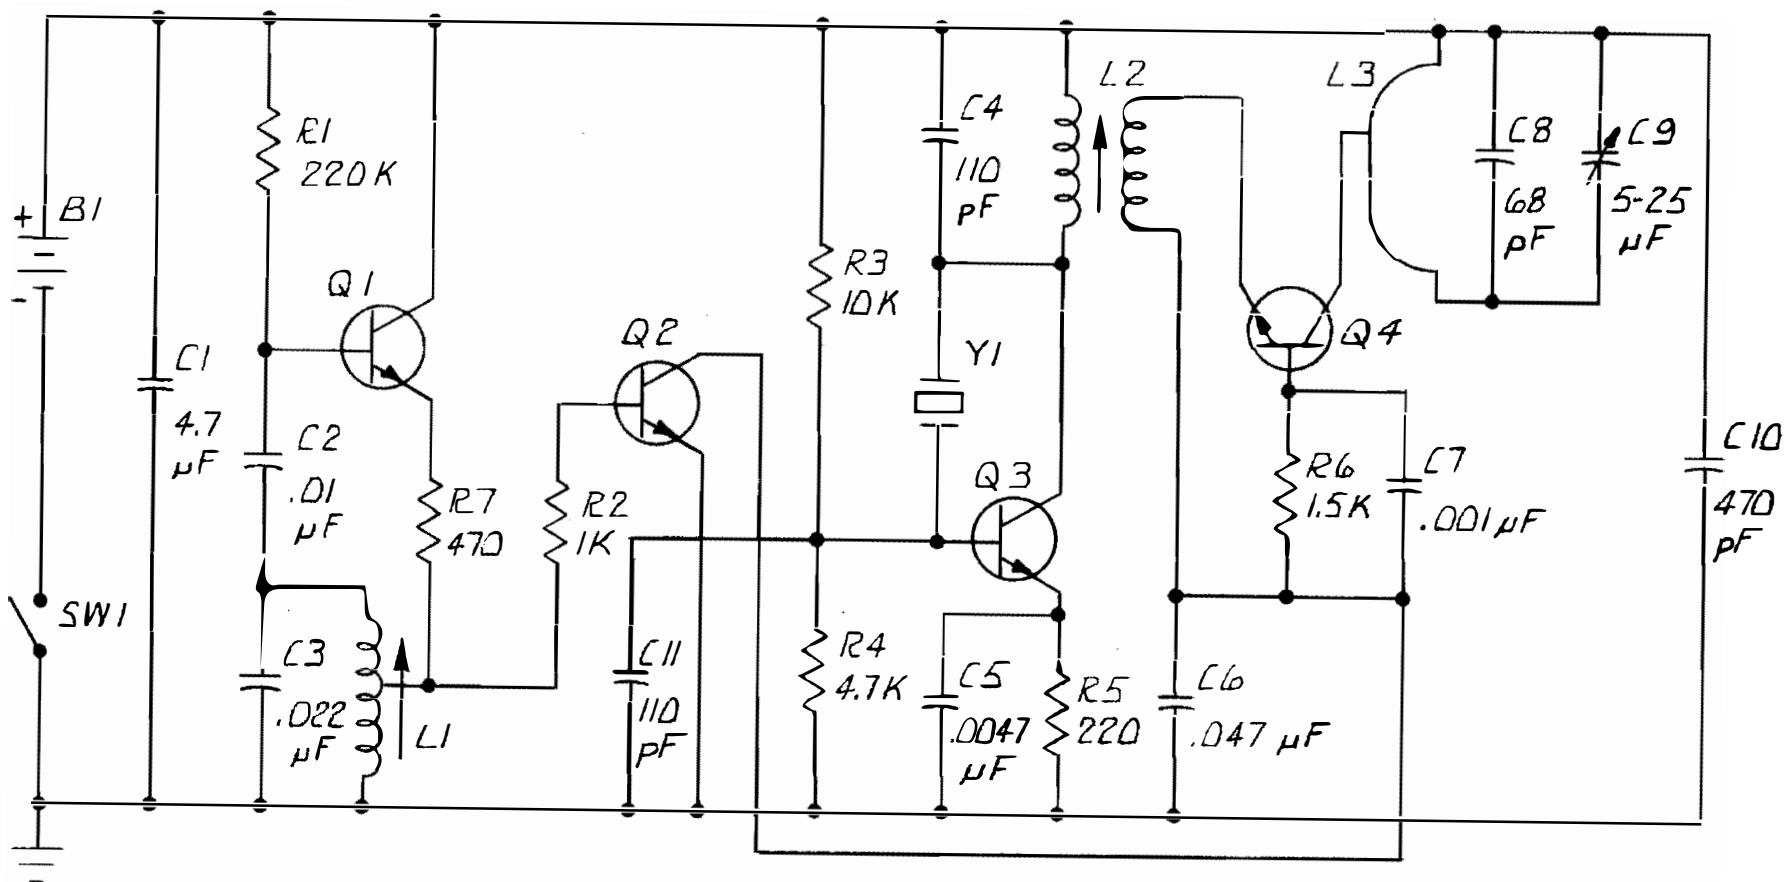 + B1
-
SW1
C1
4.7
µF
R1
220K
Q1
C2
.01
µF
C3
.022
µF
L1
R7
470
R2
1K
Q2
C11
110
pF
R3
10K
R4
4.7K
C4
110
pF
Y1
L2
Q3
C5
.0047
µF
R5
220
C6
.047 µF
Q4
R6
1.5K
C7
.001µF
L3
C8
68
pF
C9
5-25
µF
C10
470
pF